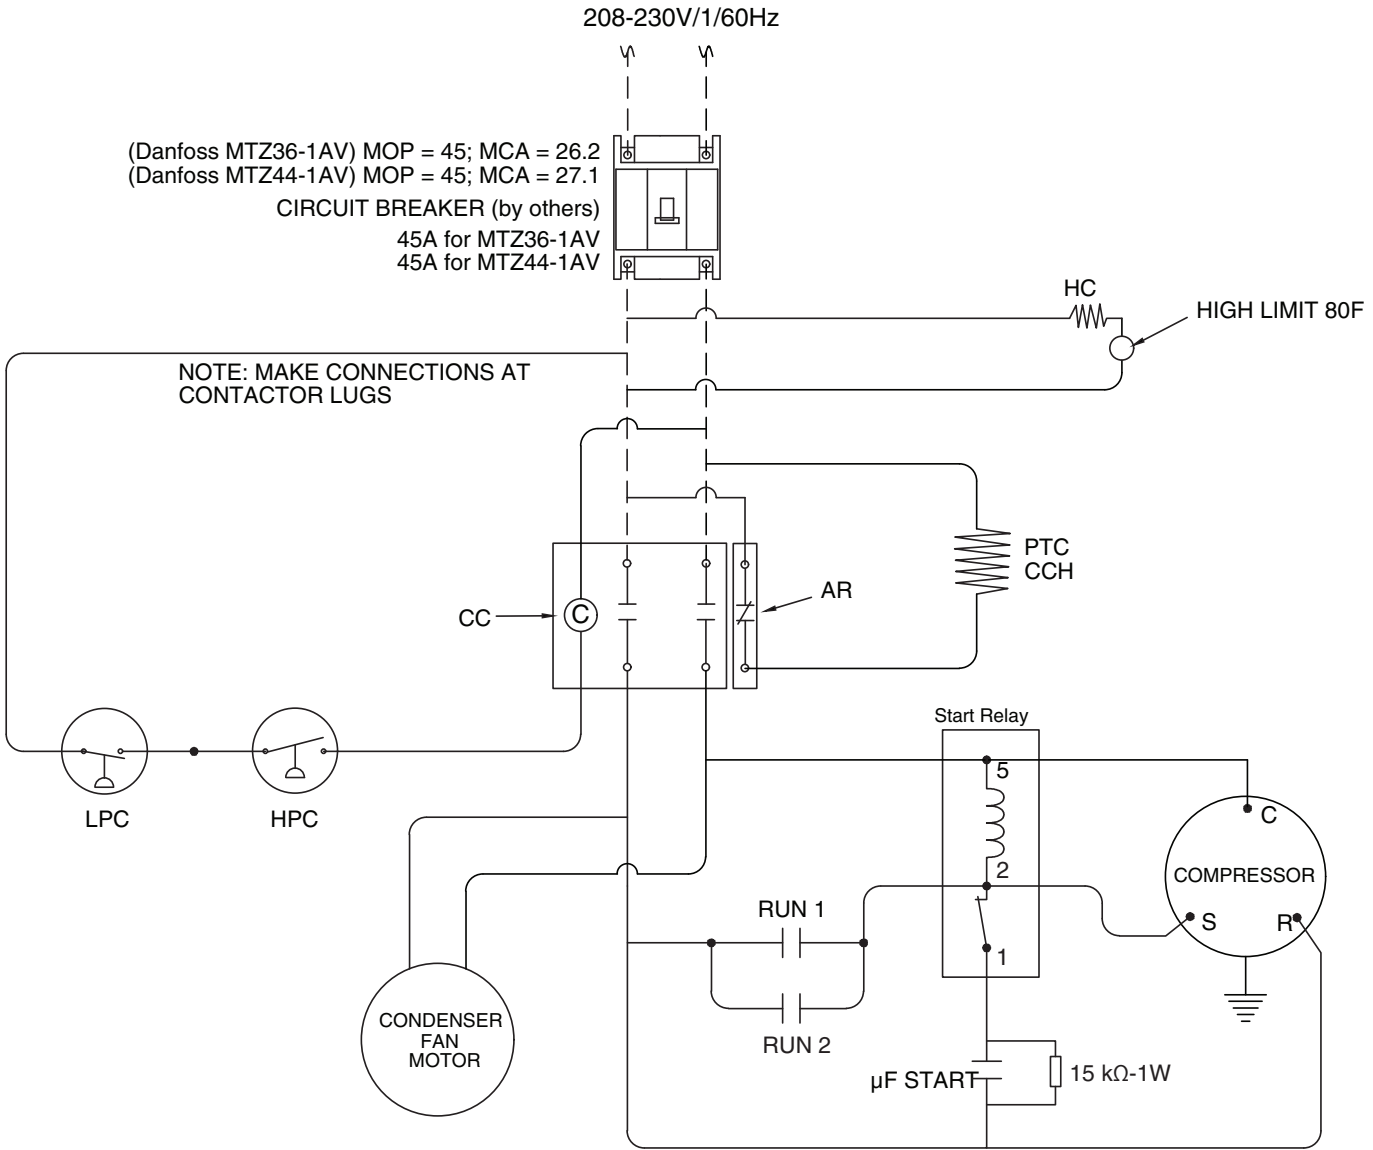 208-230V/1/60Hz
(Danfoss MTZ36-1AV) MOP = 45; MCA = 26.2
(Danfoss MTZ44-1AV) MOP = 45; MCA = 27.1
CIRCUIT BREAKER (by others)
45A for MTZ36-1AV
45A for MTZ44-1AV
HC
HIGH LIMIT 80F
NOTE: MAKE CONNECTIONS AT
CONTACTOR LUGS
PTC
CCH
AR
CC
C
Start Relay
5
C
LPC
HPC
2
COMPRESSOR
RUN 1
S
R
1
CONDENSER
FAN
MOTOR
RUN 2
µF START
15 kΩ-1W